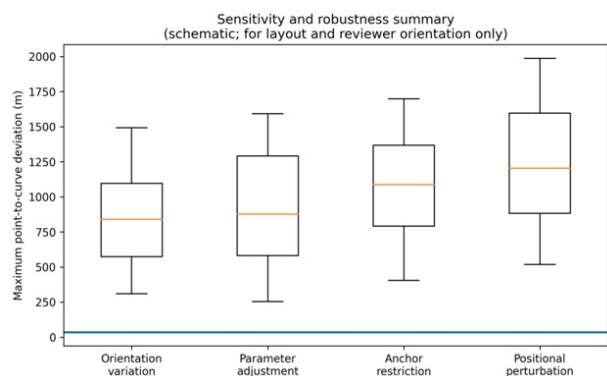 Sensitivity and robustness summary
(schematic; for layout and reviewer orientation only)
Maximum point-to-curve deviation (m)
2000
1750
1500
1250
1000
750
500
250
0
Orientation
variation
Parameter
adjustment
Anchor
restriction
Positional
perturbation